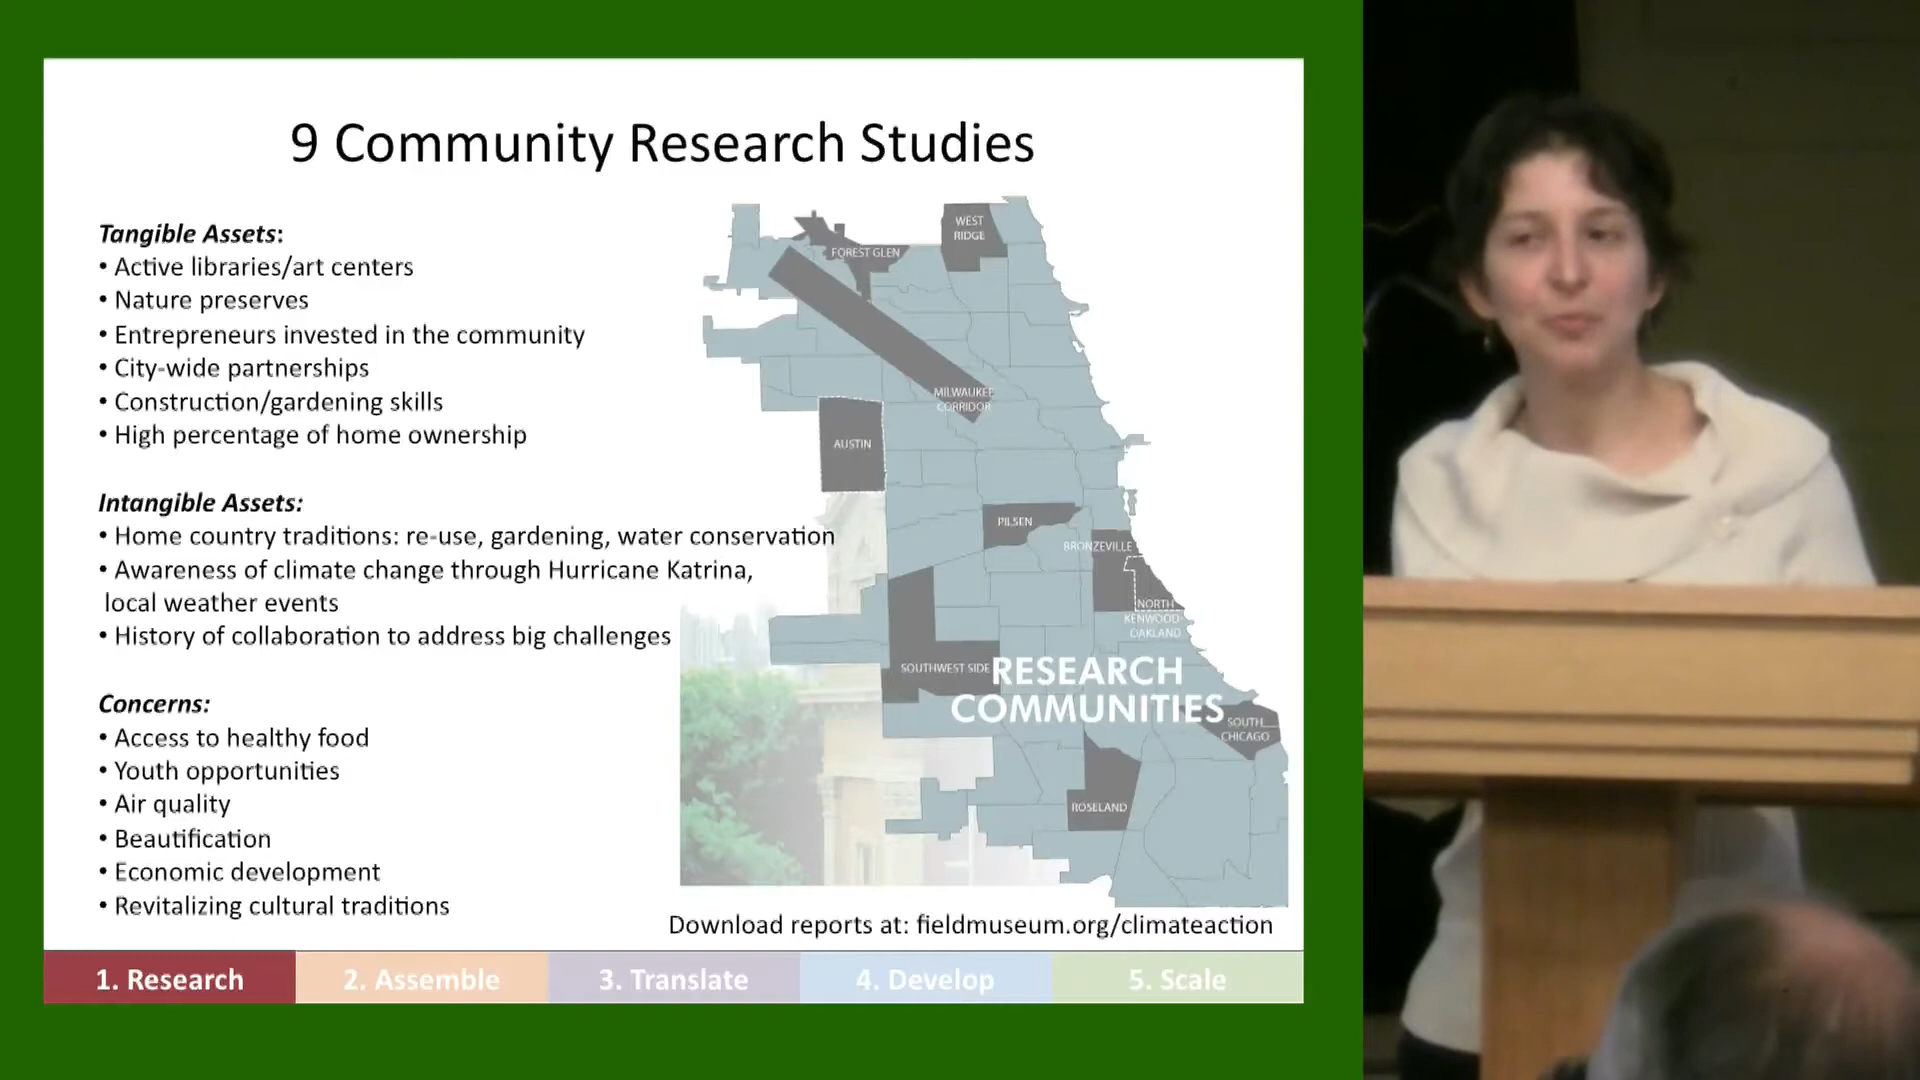 9 Community Research Studies
Tangible Assets:
• Active libraries/art centers
• Nature preserves
• Entrepreneurs invested in the community
• City-wide partnerships
• Construction/gardening skills
• High percentage of home ownership
Intangible Assets:
• Home country traditions: re-use, gardening, water conservation
• Awareness of climate change through Hurricane Katrina,
local weather events
• History of collaboration to address big challenges
Concerns:
• Access to healthy food
• Youth opportunities
• Air quality
• Beautification
• Economic development
• Revitalizing cultural traditions
WEST
RIDGE
FOREST GLEN
MILWAUKEE
CORRIDOR
AUSTIN
PILSEN
BRONZEVILLE
NORTH
KENWOOD
OAKLAND
SOUTHWEST SIDE
RESEARCH
COMMUNITIES
SOUTH
CHICAGO
ROSELAND
Download reports at: fieldmuseum.org/climateaction
1. Research
2. Assemble
3. Translate
4. Develop
5. Scale